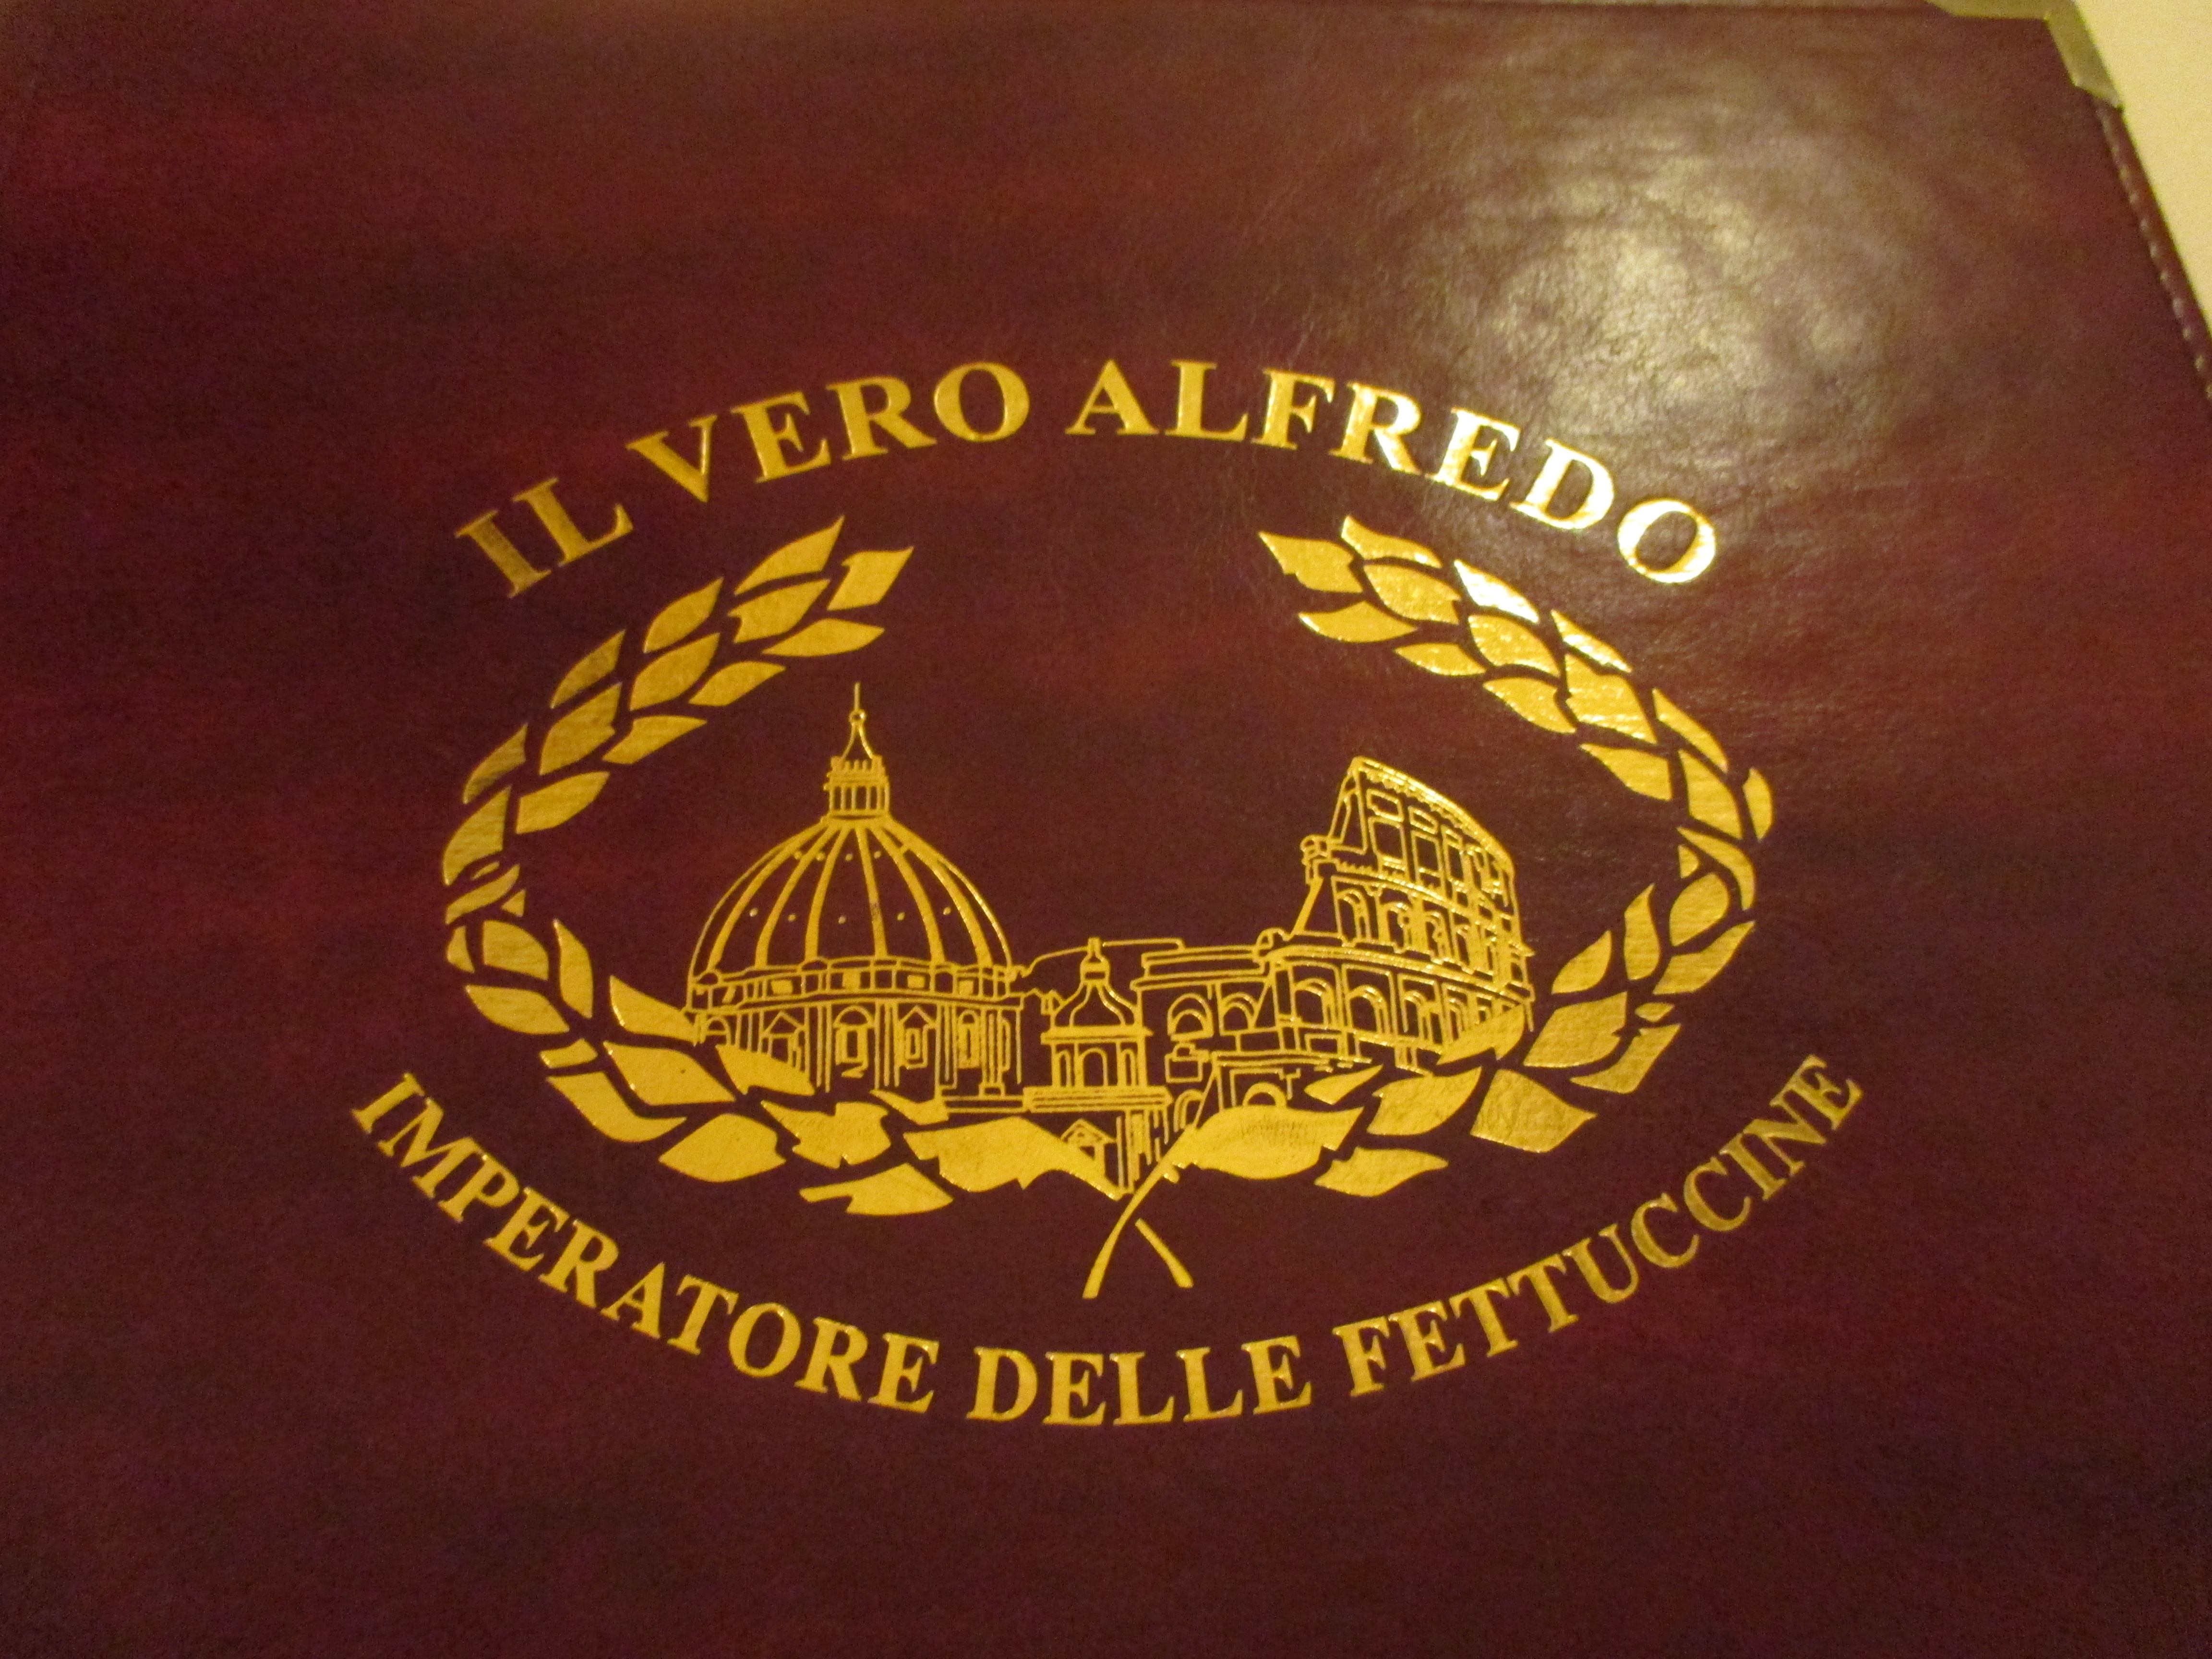 IL VERO ALFREDO
IMPERATORE DELLE FETTUCCINE